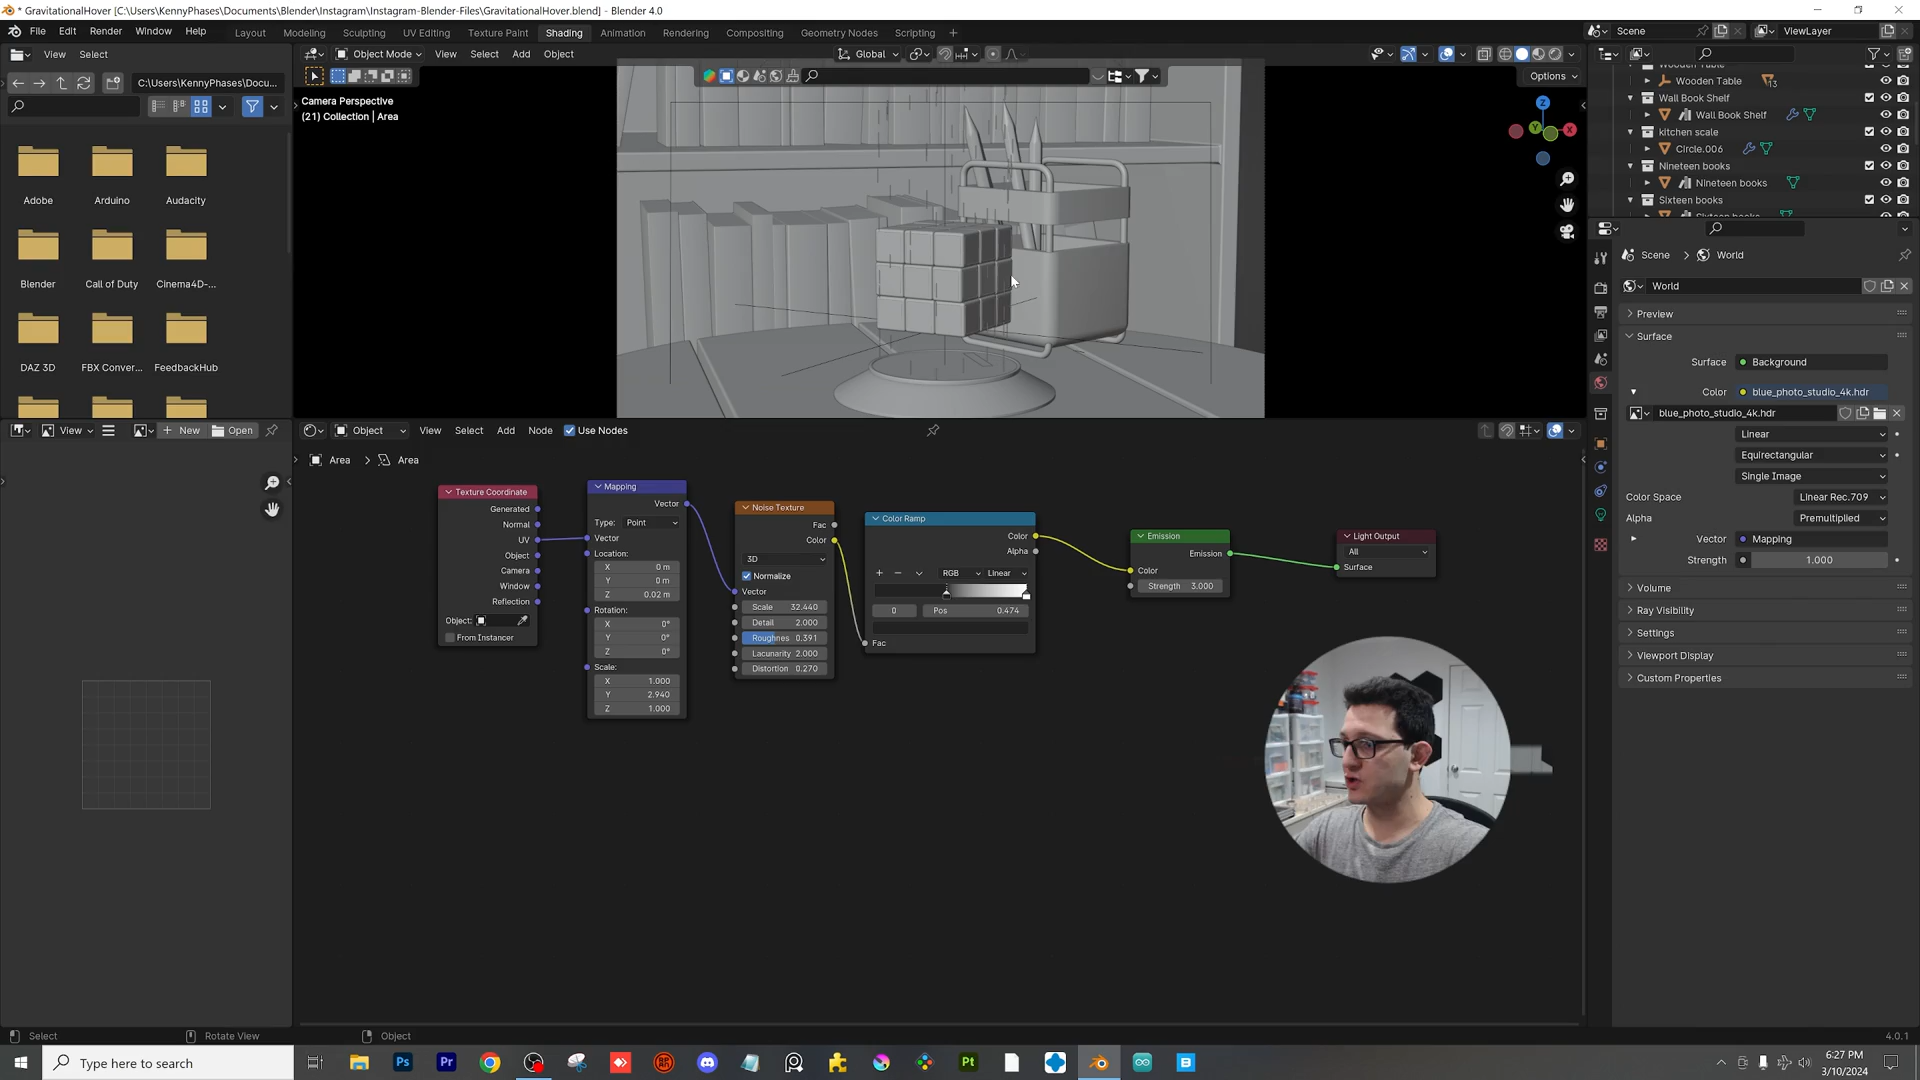 * GravitationalHover [C:\Users\KennyPhases\Documents\Blender\Instagram\Instagram-Blender-Files\GravitationalHover.blend] - Blender 4.0
File Edit Render Window Help
Layout Modeling Sculpting UV Editing Texture Paint Shading Animation Rendering Compositing Geometry Nodes Scripting
Scene ViewLayer
View Select
Object Mode View Select Add Object Global
C:\Users\KennyPhases\Docu...
Options
Camera Perspective
(21) Collection | Area
Z
Y
X
Wooden Table
Wooden Table 13
Wall Book Shelf
Wall Book Shelf
kitchen scale
Circle.006
Nineteen books
Nineteen books
Sixteen books
Adobe Arduino Audacity
Blender Call of Duty Cinema4D-...
DAZ 3D FBX Conver... FeedbackHub
Scene World
World
Preview
Surface
Surface Background
Color blue_photo_studio_4k.hdr
blue_photo_studio_4k.hdr
Linear
Equirectangular
Single Image
Color Space Linear Rec.709
Alpha Premultiplied
Vector Mapping
Strength 1.000
Volume
Ray Visibility
Settings
Viewport Display
Custom Properties
View New Open
Object View Select Add Node Use Nodes
Area Area
Texture Coordinate
Generated
Normal
UV
Object
Camera
Window
Reflection
Object:
From Instancer
Mapping
Vector
Type: Point
Vector
Location:
X 0 m
Y 0 m
Z 0.02 m
Rotation:
X 0°
Y 0°
Z 0°
Scale:
X 1.000
Y 2.940
Z 1.000
Noise Texture
Fac
Color
3D
Normalize
Vector
Scale 32.440
Detail 2.000
Roughness 0.391
Lacunarity 2.000
Distortion 0.270
Color Ramp
Color
Alpha
RGB Linear
0 Pos 0.474
Fac
Emission
Emission
Color
Strength 3.000
Light Output
All
Surface
Select Rotate View Object
4.0.1
Type here to search
Ps Pr Pt
6:27 PM
3/10/2024